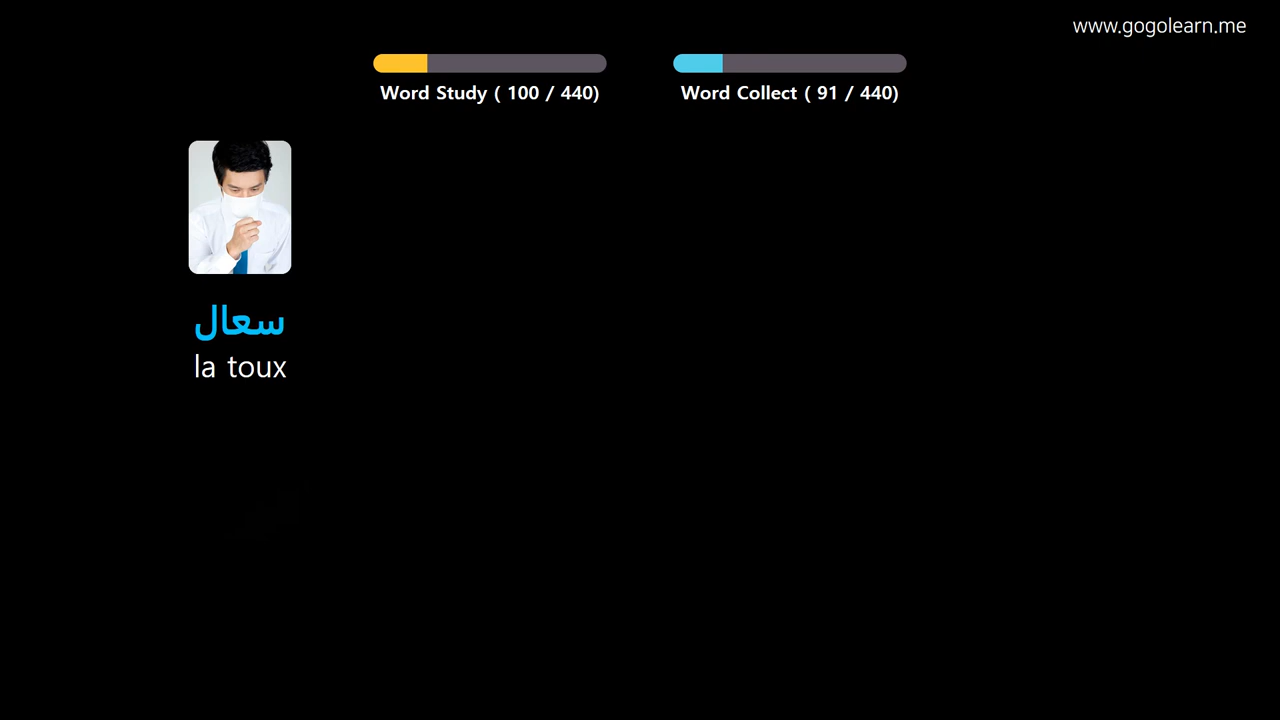 www.gogolearn.me
Word Study ( 100 / 440)
Word Collect ( 91 / 440)
سعال
la toux